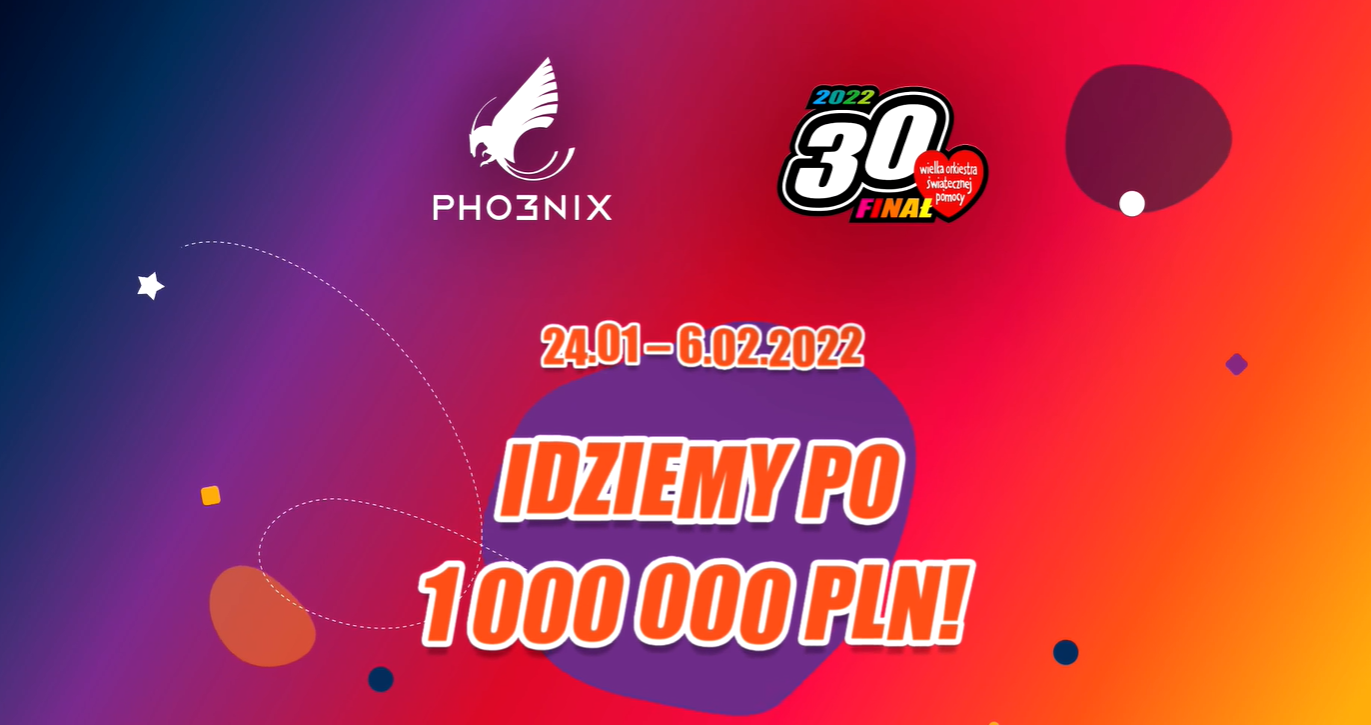 PHO3NIX
2022
30
FINAŁ
wielka orkiestra
świątecznej
pomocy
24.01 – 6.02.2022
IDZIEMY PO
1 000 000 PLN!